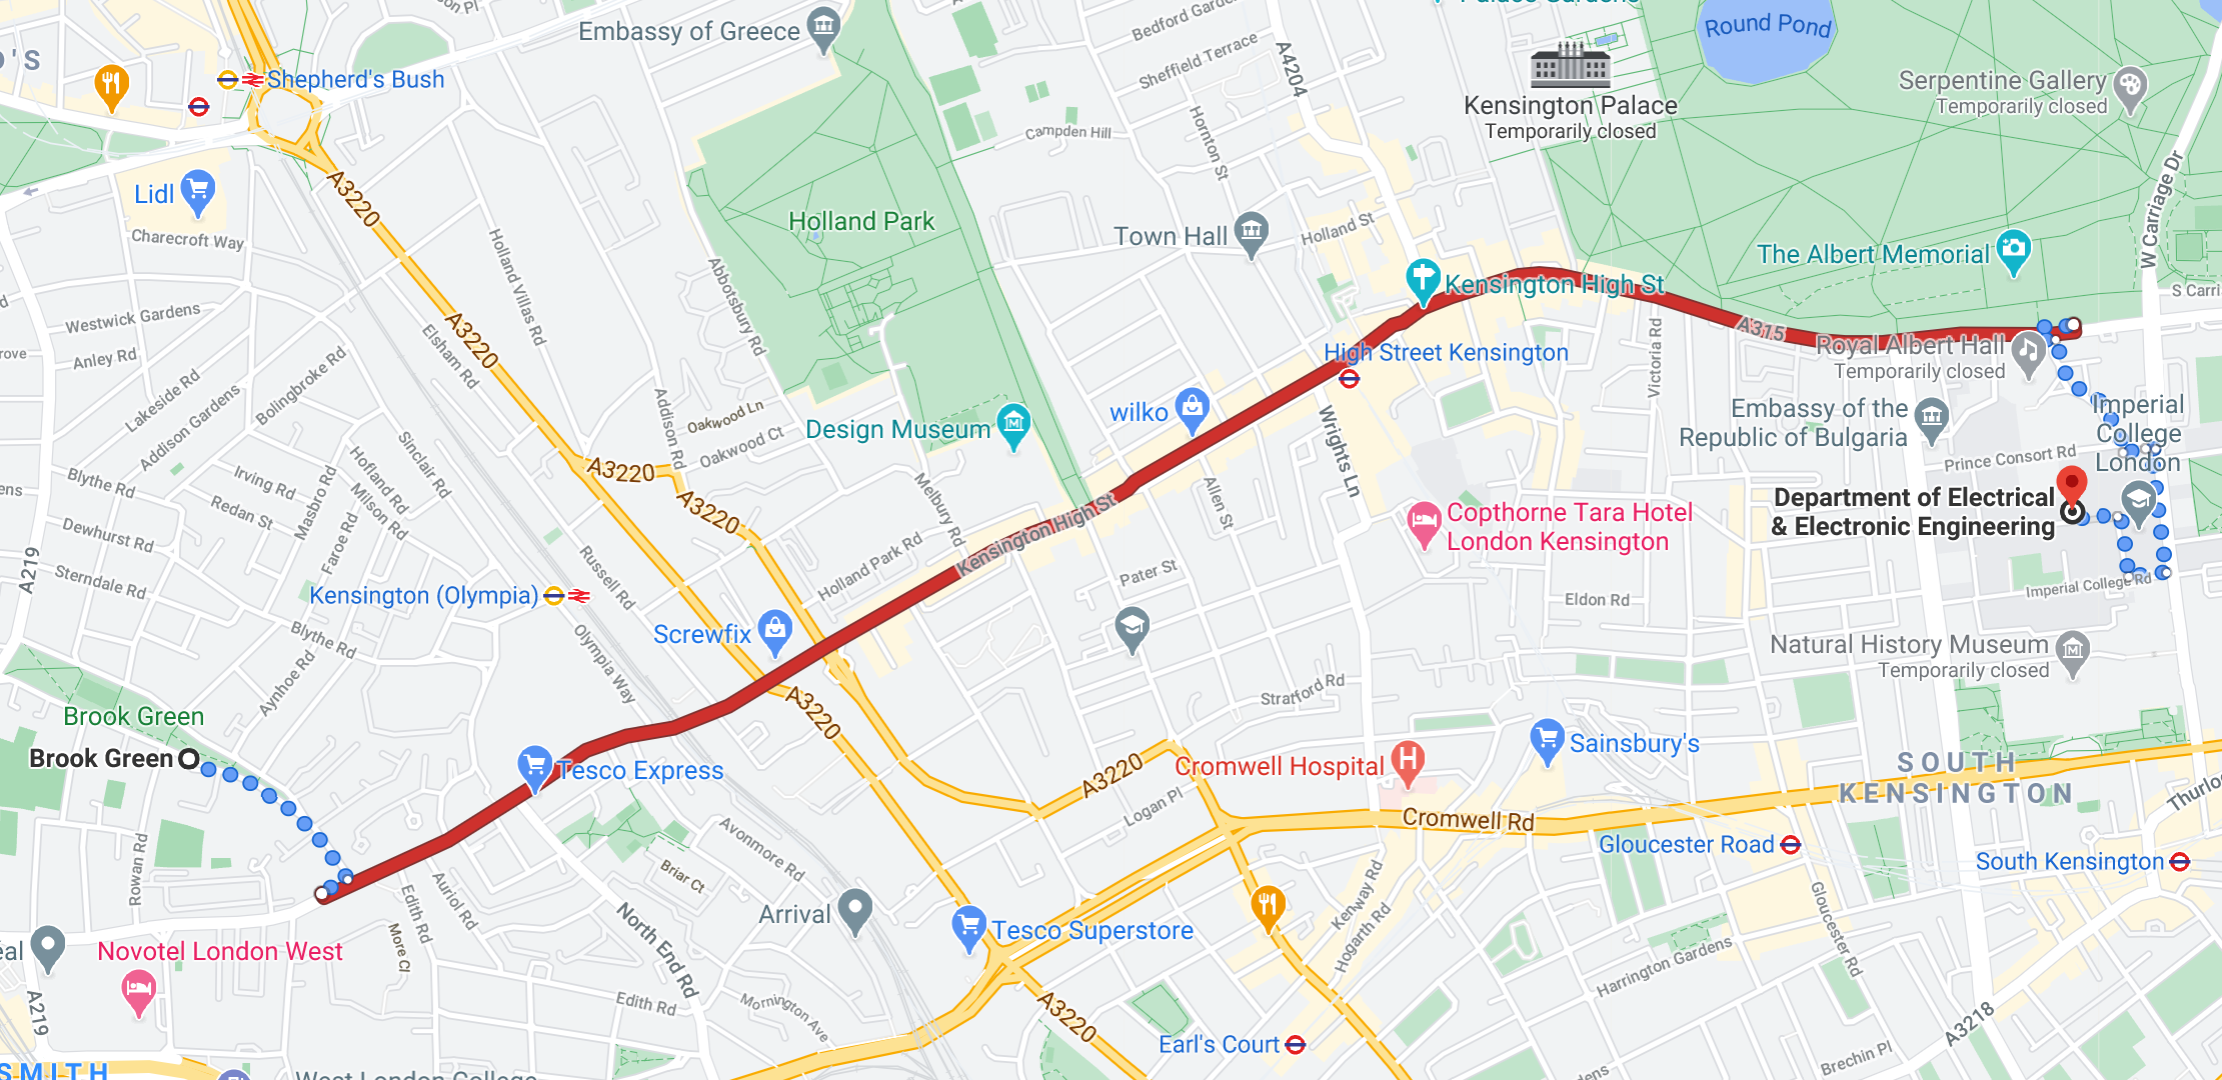 Embassy of Greece
Bedford Garde
Sheffield Terrace
A4204
Round Pond
Kensington Palace
Temporarily closed
Serpentine Gallery
Temporarily closed
D'S
Shepherd's Bush
Campden Hill
Hornton St
W Carriage Dr
Lidl
A3220
Charecroft Way
Holland Villas Rd
Holland Park
Town Hall
Holland St
The Albert Memorial
Abbotsbury Rd
Kensington High St
S Carri
Westwick Gardens
Elsham Rd
A3220
A315
Victoria Rd
Royal Albert Hall
Temporarily closed
Anley Rd
rove
High Street Kensington
Lakeside Rd
Addison Gardens
Bolingbroke Rd
Addison Rd
Oakwood Ln
Oakwood Ct
Design Museum
wilko
Wrights Ln
Embassy of the
Republic of Bulgaria
Imperial
College
London
Prince Consort Rd
Blythe Rd
Irving Rd
Redan St
Masbro Rd
Hofland Rd
Milson Rd
Sinclair Rd
A3220
A3220
Melbury Rd
Kensington High St
Allen St
Copthorne Tara Hotel
London Kensington
Department of Electrical
& Electronic Engineering
ens
Dewhurst Rd
Faroe Rd
Sterndale Rd
A219
Russell Rd
Kensington (Olympia)
Holland Park Rd
Pater St
Eldon Rd
Imperial College Rd
Blythe Rd
Aynhoe Rd
Olympia Way
Screwfix
Natural History Museum
Temporarily closed
Stratford Rd
A3220
Brook Green
Brook Green
Tesco Express
A3220
Logan Pl
Cromwell Hospital
Sainsbury's
SOUTH
KENSINGTON
Thurlo
Cromwell Rd
Gloucester Road
South Kensington
Rowan Rd
Avonmore Rd
Briar Ct
Edith Rd
Auriol Rd
More Cl
North End Rd
Arrival
Tesco Superstore
Kenway Rd
Hogarth Rd
Gloucester Rd
Harrington Gardens
Novotel London West
A219
Edith Rd
Mornington Ave
A3220
Earl's Court
A3218
Brechin Pl
SMITH
West London College
dens